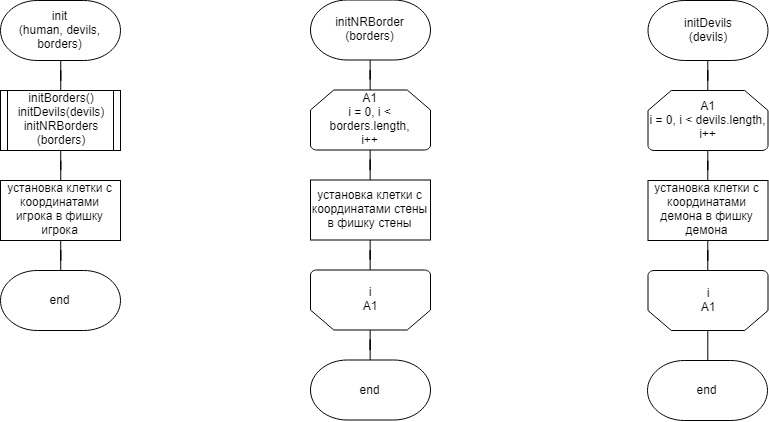 init
(human, devils,
borders)
initBorders()
initDevils(devils)
initNRBorders
(borders)
установка клетки с
координатами
игрока в фишку
игрока
end
initNRBorder
(borders)
A1
i = 0, i <
borders.length,
i++
установка клетки с
координатами стены
в фишку стены
i
A1
end
initDevils
(devils)
A1
i = 0, i < devils.length,
i++
установка клетки с
координатами
демона в фишку
демона
i
A1
end